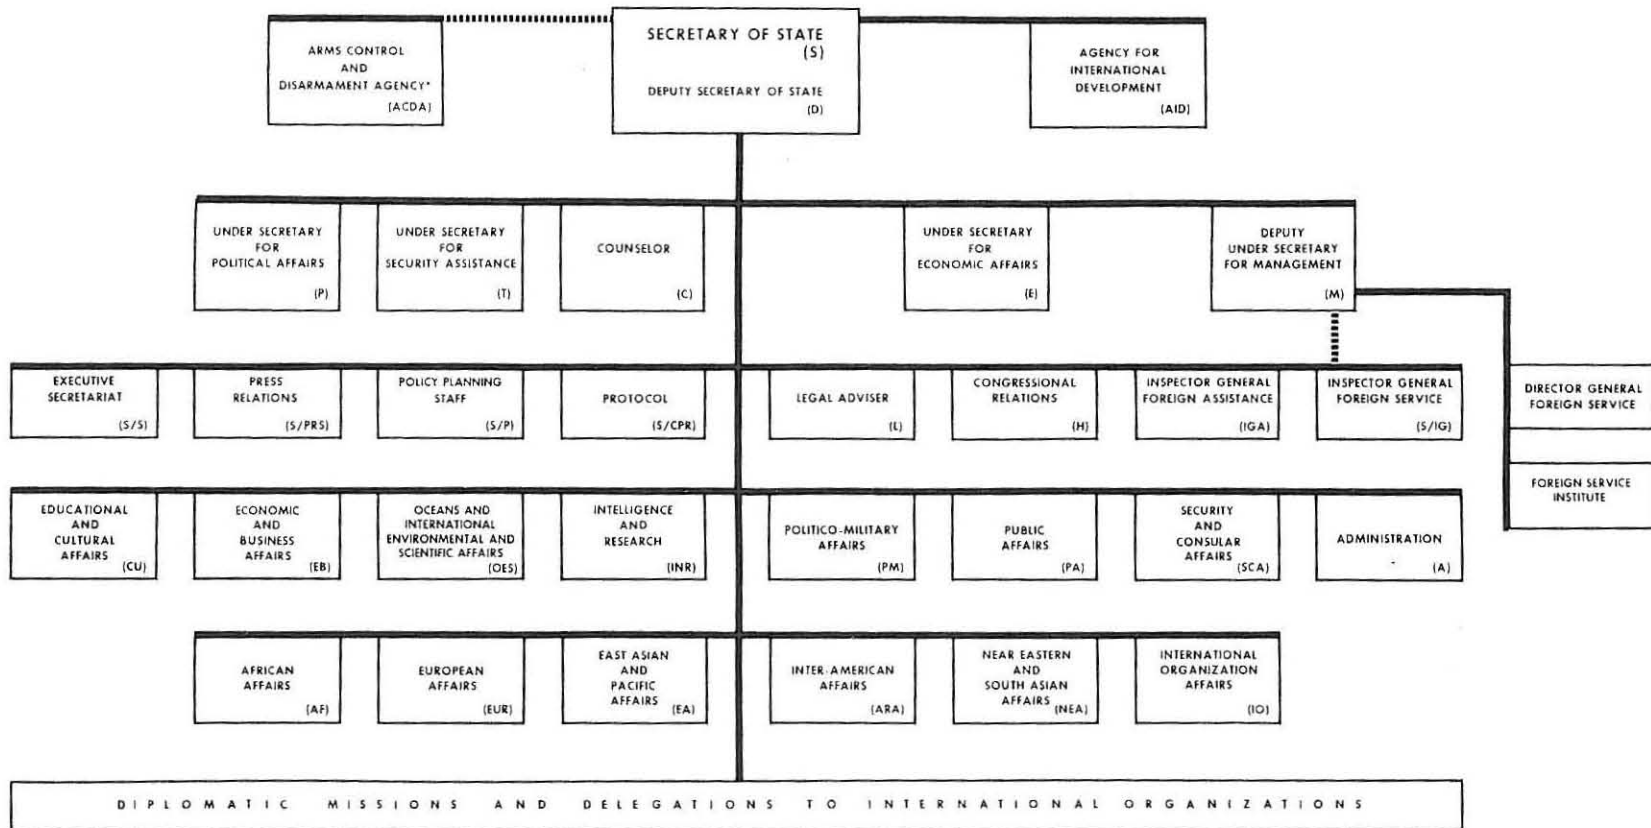 ARMS CONTROL
AND
DISARMAMENT AGENCY*
(ACDA)
SECRETARY OF STATE
(S)
DEPUTY SECRETARY OF STATE
(D)
AGENCY FOR
INTERNATIONAL
DEVELOPMENT
(AID)
UNDER SECRETARY
FOR
POLITICAL AFFAIRS
(P)
UNDER SECRETARY
FOR
SECURITY ASSISTANCE
(T)
COUNSELOR
(C)
UNDER SECRETARY
FOR
ECONOMIC AFFAIRS
(E)
DEPUTY
UNDER SECRETARY
FOR MANAGEMENT
(M)
EXECUTIVE
SECRETARIAT
(S/S)
PRESS
RELATIONS
(S/PRS)
POLICY PLANNING
STAFF
(S/P)
PROTOCOL
(S/CPR)
LEGAL ADVISER
(L)
CONGRESSIONAL
RELATIONS
(H)
INSPECTOR GENERAL
FOREIGN ASSISTANCE
(IGA)
INSPECTOR GENERAL
FOREIGN SERVICE
(S/IG)
DIRECTOR GENERAL
FOREIGN SERVICE
FOREIGN SERVICE
INSTITUTE
EDUCATIONAL
AND
CULTURAL
AFFAIRS
(CU)
ECONOMIC
AND
BUSINESS
AFFAIRS
(EB)
OCEANS AND
INTERNATIONAL
ENVIRONMENTAL AND
SCIENTIFIC AFFAIRS
(OES)
INTELLIGENCE
AND
RESEARCH
(INR)
POLITICO-MILITARY
AFFAIRS
(PM)
PUBLIC
AFFAIRS
(PA)
SECURITY
AND
CONSULAR
AFFAIRS
(SCA)
ADMINISTRATION
(A)
AFRICAN
AFFAIRS
(AF)
EUROPEAN
AFFAIRS
(EUR)
EAST ASIAN
AND
PACIFIC
AFFAIRS
(EA)
INTER-AMERICAN
AFFAIRS
(ARA)
NEAR EASTERN
AND
SOUTH ASIAN
AFFAIRS
(NEA)
INTERNATIONAL
ORGANIZATION
AFFAIRS
(IO)
DIPLOMATIC MISSIONS AND DELEGATIONS TO INTERNATIONAL ORGANIZATIONS